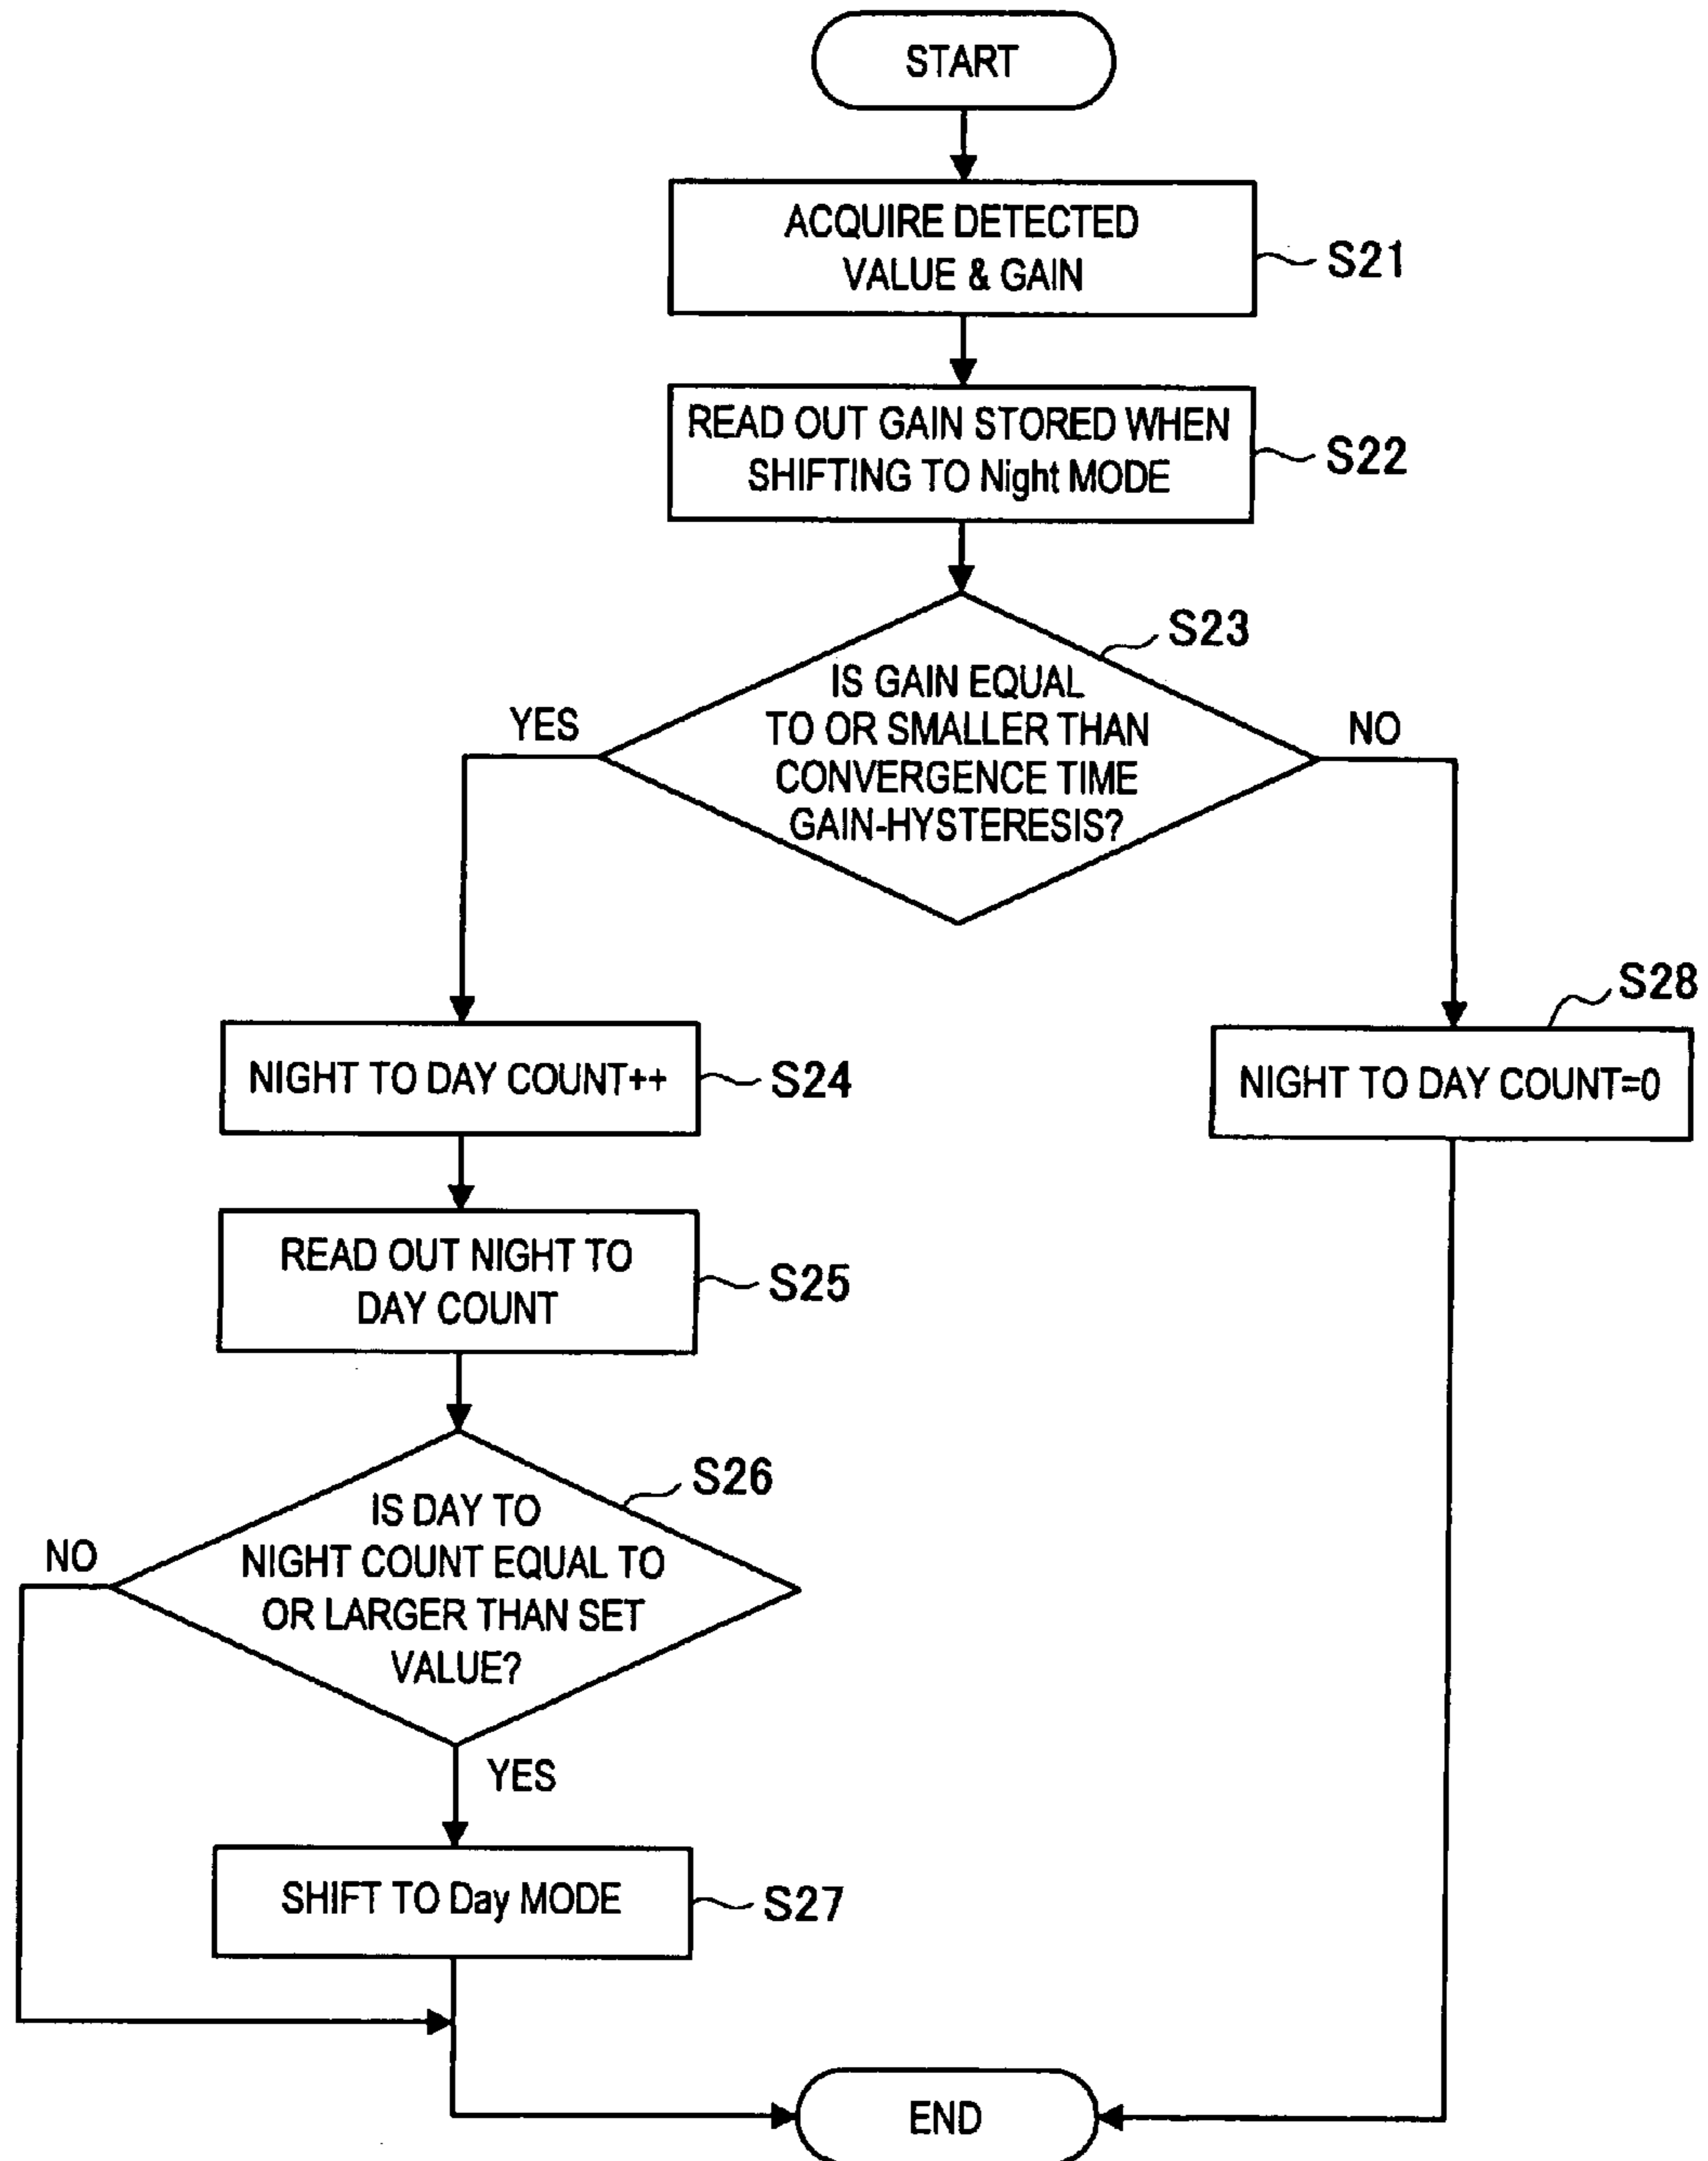 START
ACQUIRE DETECTED
VALUE & GAIN
S21
READ OUT GAIN STORED WHEN
SHIFTING TO Night MODE
S22
S23
IS GAIN EQUAL
TO OR SMALLER THAN
CONVERGENCE TIME
GAIN-HYSTERESIS?
YES
NO
S28
NIGHT TO DAY COUNT++
S24
NIGHT TO DAY COUNT=0
READ OUT NIGHT TO
DAY COUNT
S25
S26
IS DAY TO
NIGHT COUNT EQUAL TO
OR LARGER THAN SET
VALUE?
NO
YES
SHIFT TO Day MODE
S27
END